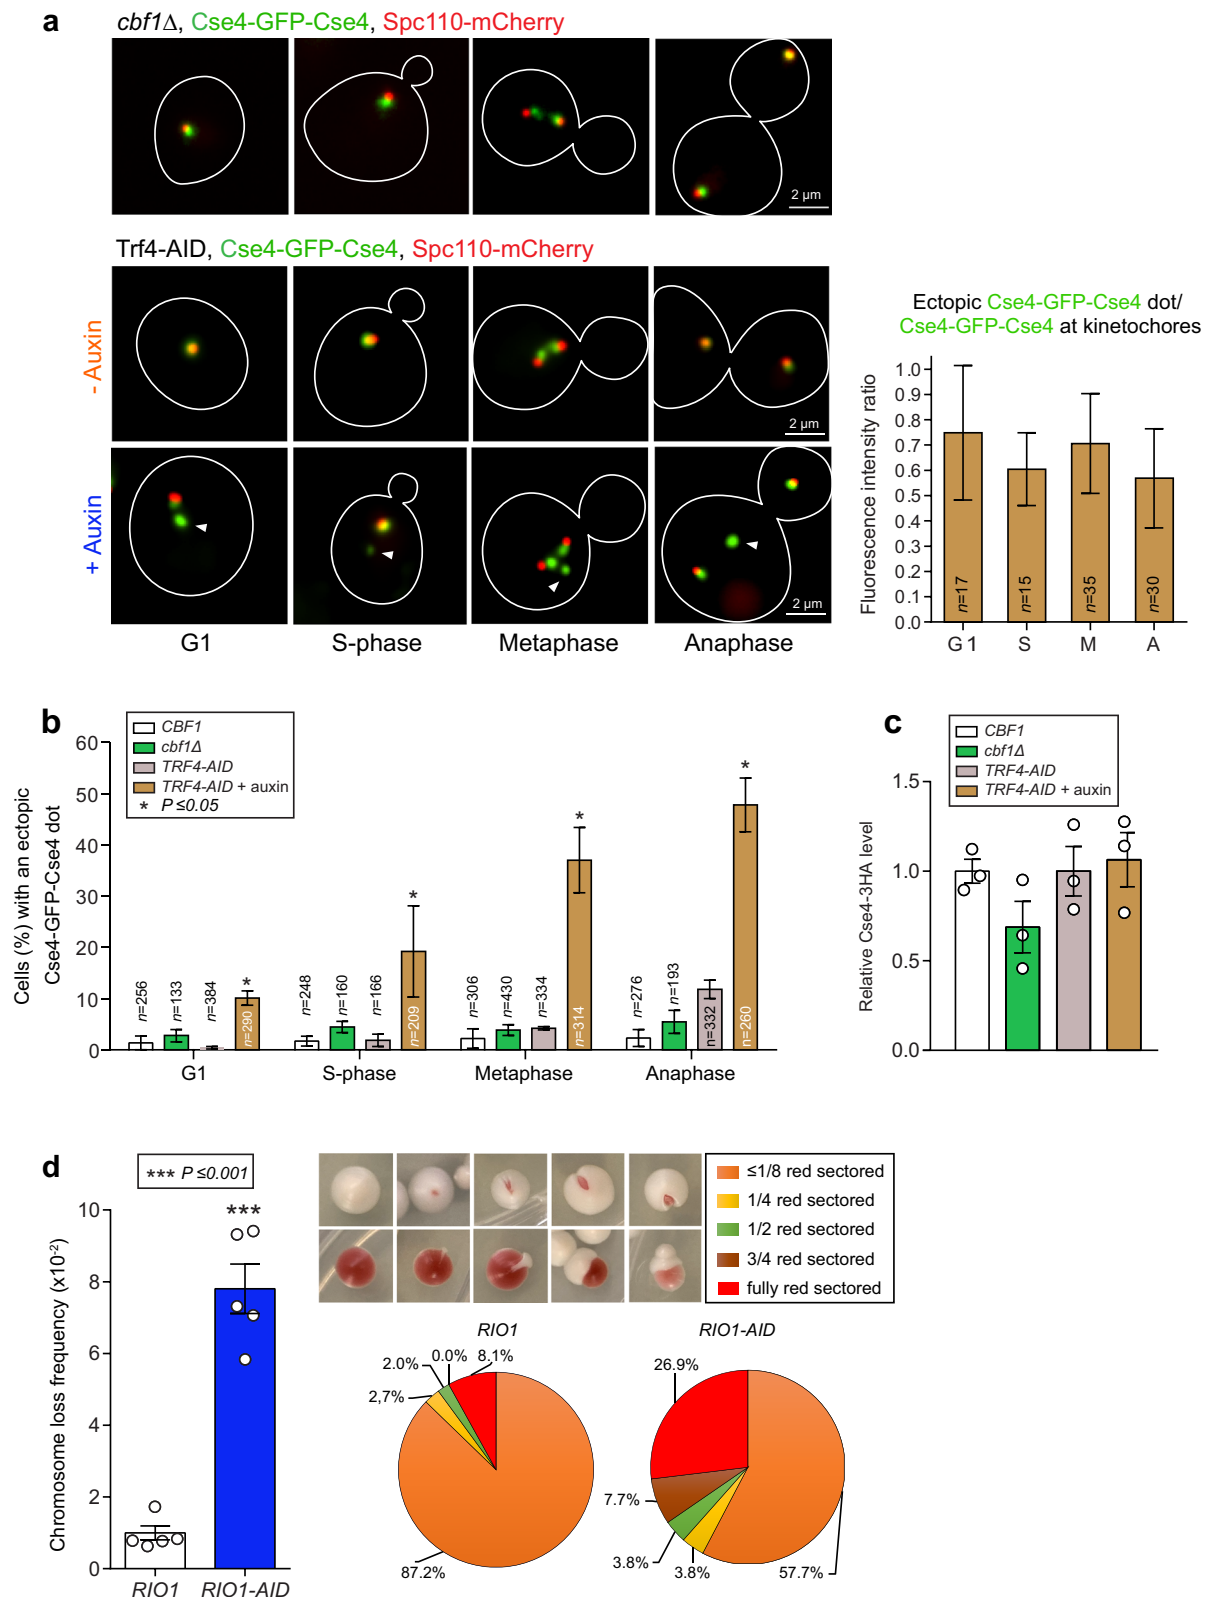 a
cbf1Δ, Cse4-GFP-Cse4, Spc110-mCherry
2 µm
Trf4-AID, Cse4-GFP-Cse4, Spc110-mCherry
- Auxin
2 µm
+ Auxin
2 µm
G1
S-phase
Metaphase
Anaphase
Ectopic Cse4-GFP-Cse4 dot/
Cse4-GFP-Cse4 at kinetochores
Fluorescence intensity ratio
1.0
0.9
0.8
0.7
0.6
0.5
0.4
0.3
0.2
0.1
0.0
n=17
n=15
n=35
n=30
G1
S
M
A
b
CBF1
cbf1Δ
TRF4-AID
TRF4-AID + auxin
* P ≤0.05
Cells (%) with an ectopic
Cse4-GFP-Cse4 dot
60
50
40
30
20
10
0
n=256
n=133
n=384
n=290
*
n=248
n=160
n=166
n=209
*
n=306
n=430
n=334
n=314
*
n=276
n=193
n=332
n=260
*
G1
S-phase
Metaphase
Anaphase
c
CBF1
cbf1Δ
TRF4-AID
TRF4-AID + auxin
Relative Cse4-3HA level
1.5
1.0
0.5
0.0
d
*** P ≤0.001
***
Chromosome loss frequency (x10-2)
10
8
6
4
2
0
RIO1
RIO1-AID
≤1/8 red sectored
1/4 red sectored
1/2 red sectored
3/4 red sectored
fully red sectored
RIO1
2.0%
0.0%
8.1%
2,7%
87.2%
RIO1-AID
26.9%
7.7%
3.8%
3.8%
57.7%